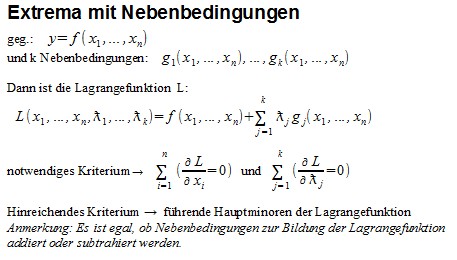 Extrema mit Nebenbedingungen
geg.: y=f(x₁,...,xₙ)
und k Nebenbedingungen: g₁(x₁,...,xₙ),...,gₖ(x₁,...,xₙ)
Dann ist die Lagrangefunktion L:
L(x₁,...,xₙ,λ₁,...,λₖ)=f(x₁,...,xₙ)+∑_{j=1}^{k} λⱼgⱼ(x₁,...,xₙ)
notwendiges Kriterium→ ∑_{i=1}^{n} (∂L/∂xᵢ=0) und ∑_{j=1}^{k} (∂L/∂λⱼ=0)
Hinreichendes Kriterium → führende Hauptminoren der Lagrangefunktion
Anmerkung: Es ist egal, ob Nebenbedingungen zur Bildung der Lagrangefunktion
addiert oder subtrahiert werden.